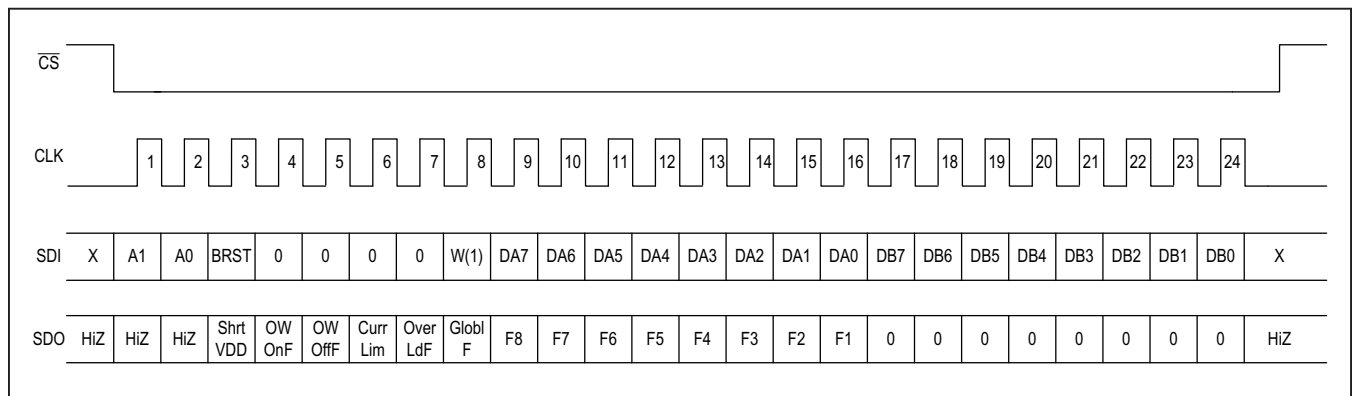 CS
CLK 1 2 3 4 5 6 7 8 9 10 11 12 13 14 15 16 17 18 19 20 21 22 23 24
SDI X A1 A0 BRST 0 0 0 0 W(1) DA7 DA6 DA5 DA4 DA3 DA2 DA1 DA0 DB7 DB6 DB5 DB4 DB3 DB2 DB1 DB0 X
SDO HiZ HiZ HiZ Shrt VDD OW OnF OW OffF Curr Lim Over LdF Globl F F8 F7 F6 F5 F4 F3 F2 F1 0 0 0 0 0 0 0 0 HiZ